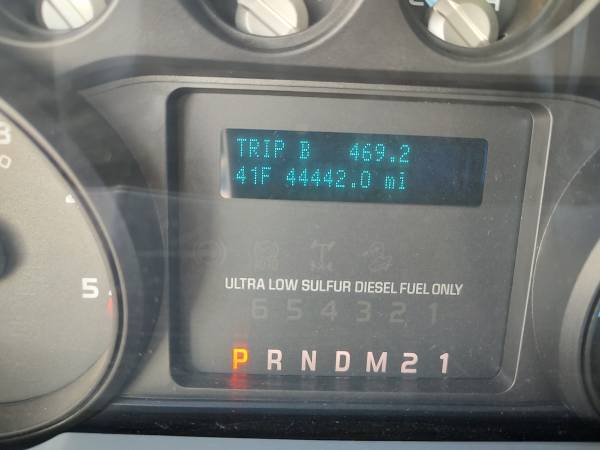 TRIP B 469.2
41F 44442.0 mi
5
ULTRA LOW SULFUR DIESEL FUEL ONLY
6 5 4 3 2 1
P R N D M 2 1